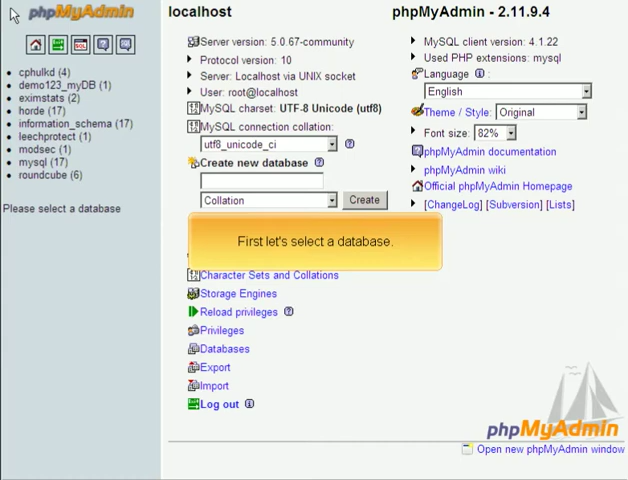 phpMyAdmin
SQL
cphulkd (4)
demo123_myDB (1)
eximstats (2)
horde (17)
information_schema (17)
leechprotect (1)
modsec (1)
mysql (17)
roundcube (6)
Please select a database
localhost
Server version: 5.0.67-community
Protocol version: 10
Server: Localhost via UNIX socket
User: root@localhost
MySQL charset: UTF-8 Unicode (utf8)
MySQL connection collation:
utf8_unicode_ci
Create new database
Collation
Create
First let's select a database.
Character Sets and Collations
Storage Engines
Reload privileges
Privileges
Databases
Export
Import
Log out
phpMyAdmin - 2.11.9.4
MySQL client version: 4.1.22
Used PHP extensions: mysql
Language :
English
Theme / Style: Original
Font size: 82%
phpMyAdmin documentation
phpMyAdmin wiki
Official phpMyAdmin Homepage
[ChangeLog] [Subversion] [Lists]
phpMyAdmin
Open new phpMyAdmin window